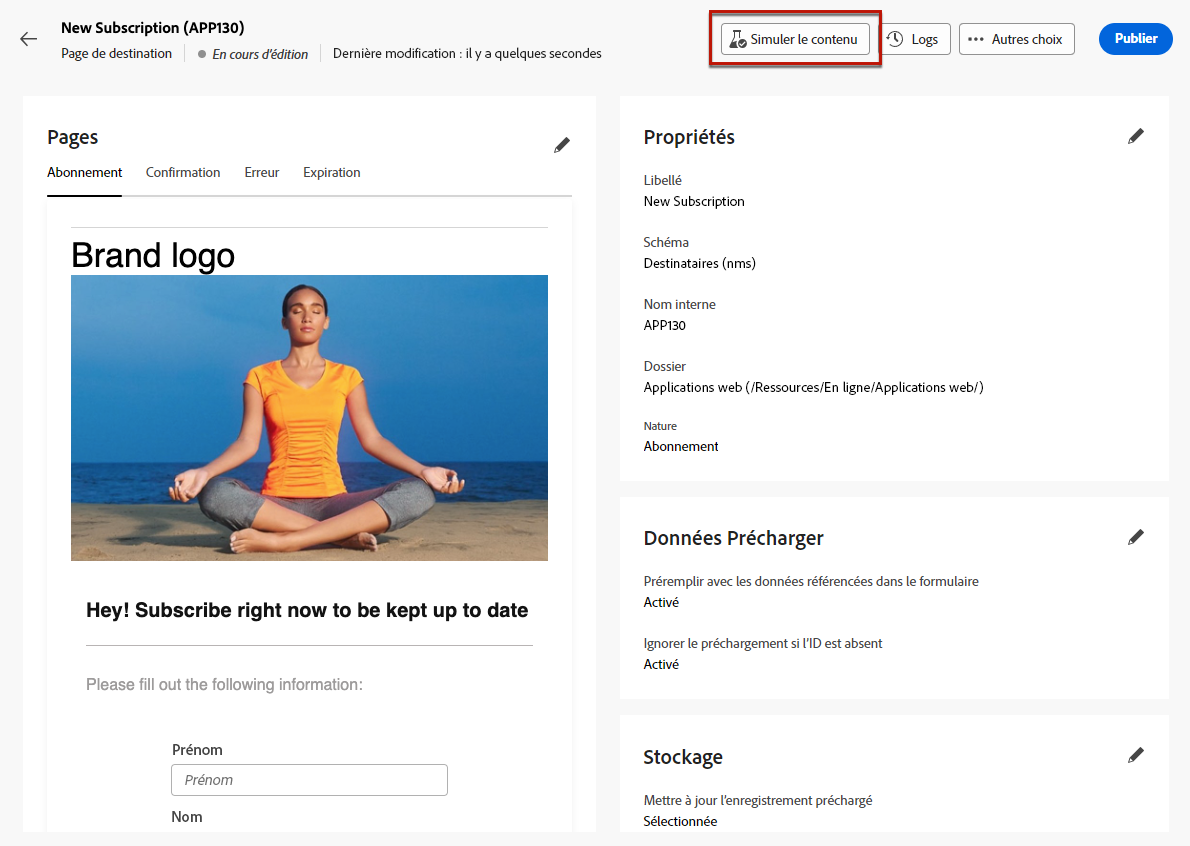 New Subscription (APP130)
Page de destination
En cours d'édition
Dernière modification : il y a quelques secondes
Simuler le contenu
Logs
Autres choix
Publier
Pages
Abonnement
Confirmation
Erreur
Expiration
Brand logo
Hey! Subscribe right now to be kept up to date
Please fill out the following information:
Prénom
Prénom
Nom
Propriétés
Libellé
New Subscription
Schéma
Destinataires (nms)
Nom interne
APP130
Dossier
Applications web (/Ressources/En ligne/Applications web/)
Nature
Abonnement
Données Précharger
Préremplir avec les données référencées dans le formulaire
Activé
Ignorer le préchargement si l'ID est absent
Activé
Stockage
Mettre à jour l'enregistrement préchargé
Sélectionnée